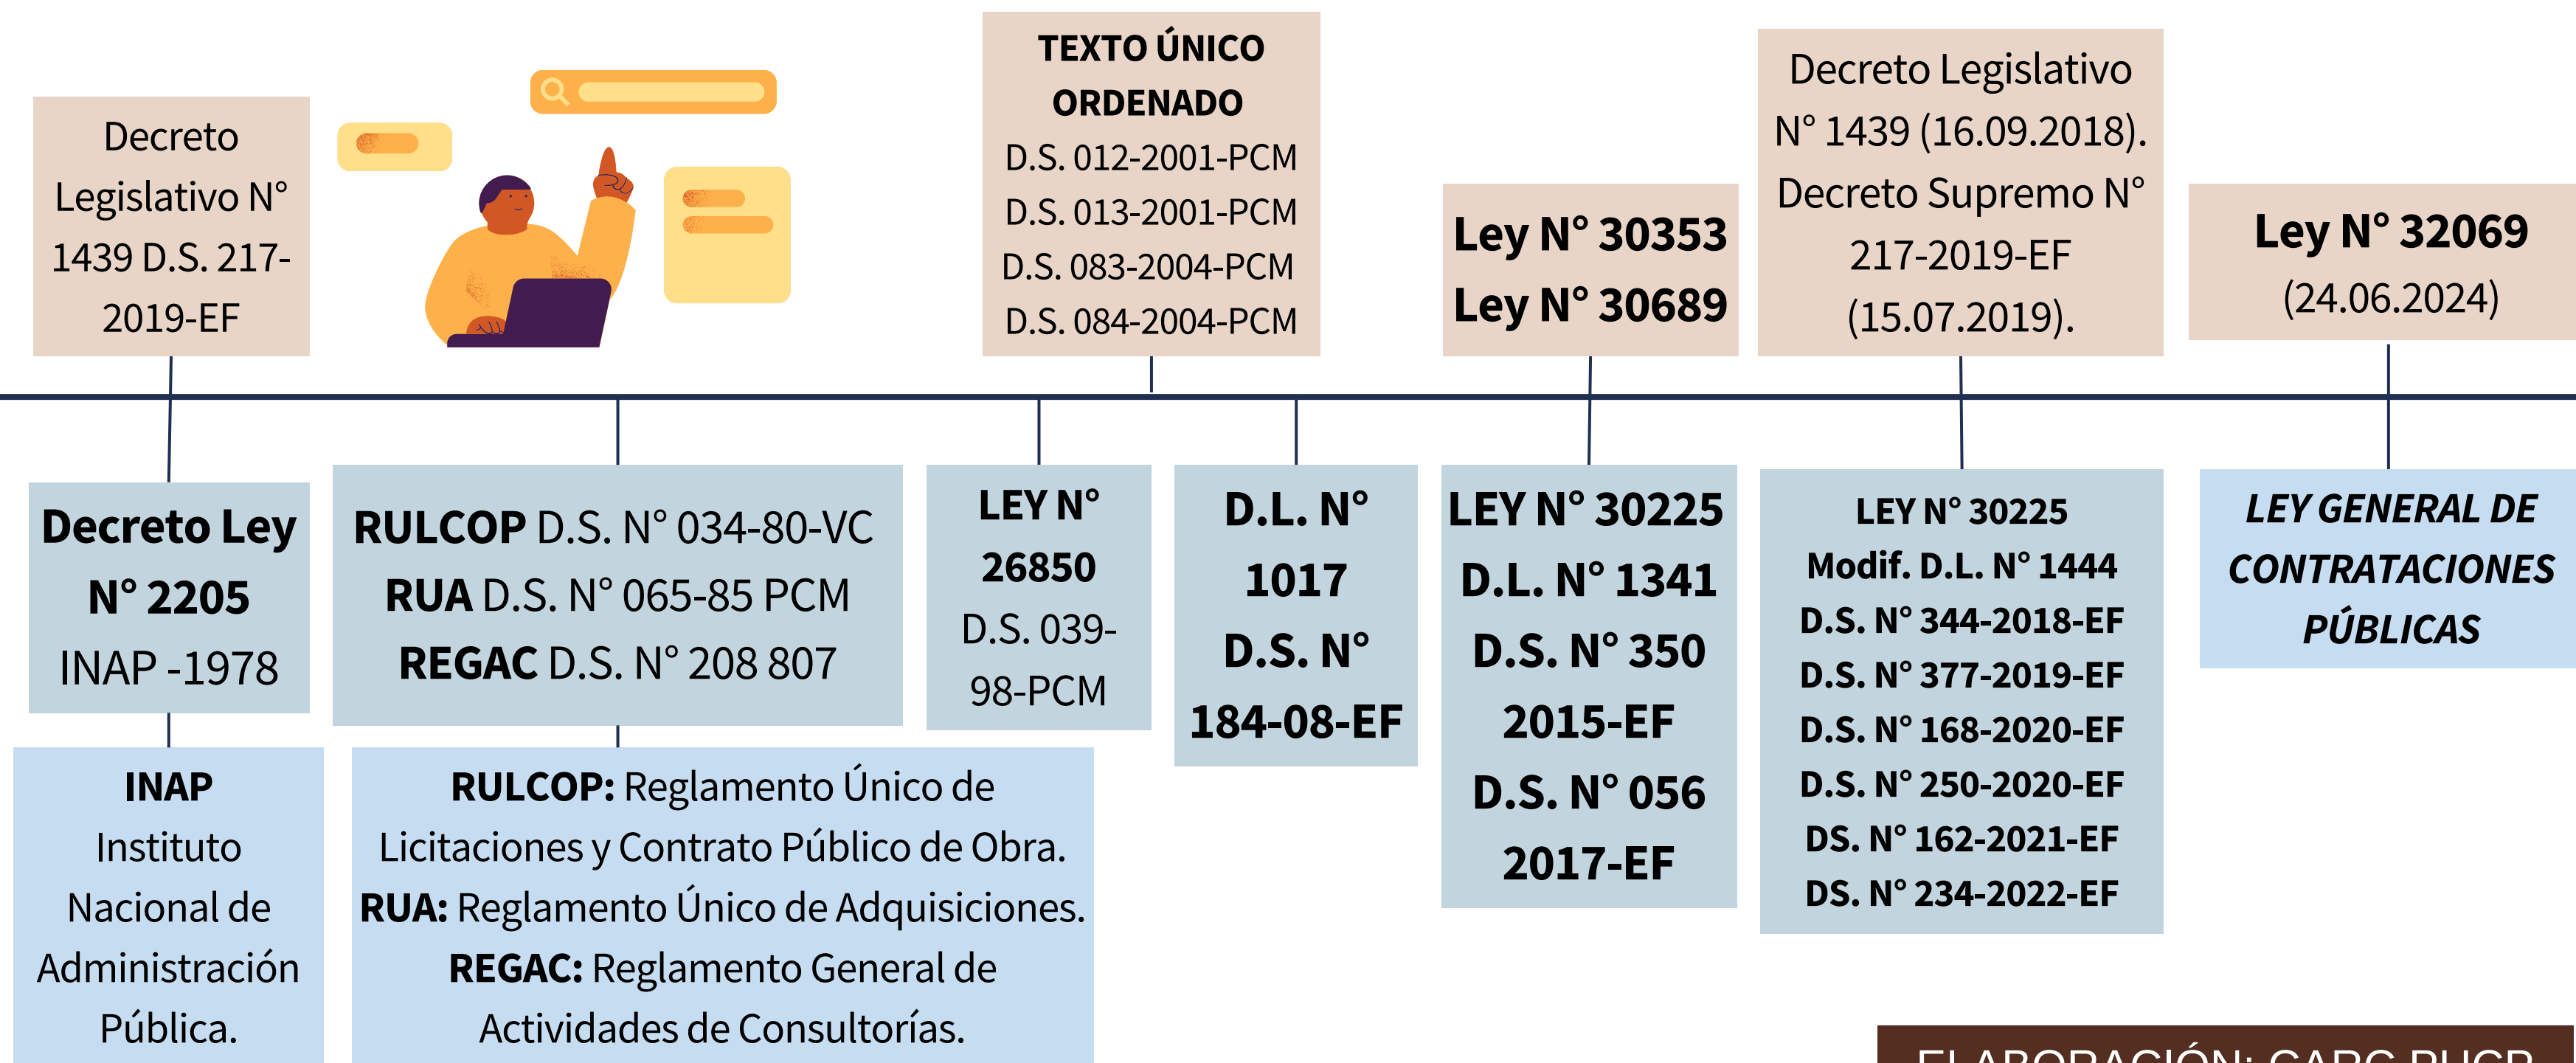 Decreto
Legislativo N°
1439 D.S. 217-
2019-EF
TEXTO ÚNICO
ORDENADO
D.S. 012-2001-PCM
D.S. 013-2001-PCM
D.S. 083-2004-PCM
D.S. 084-2004-PCM
Ley N° 30353
Ley N° 30689
Decreto Legislativo
N° 1439 (16.09.2018).
Decreto Supremo N°
217-2019-EF
(15.07.2019).
Ley N° 32069
(24.06.2024)
Decreto Ley
N° 2205
INAP -1978
RULCOP D.S. N° 034-80-VC
RUA D.S. N° 065-85 PCM
REGAC D.S. N° 208 807
LEY N°
26850
D.S. 039-
98-PCM
D.L. N°
1017
D.S. N°
184-08-EF
LEY N° 30225
D.L. N° 1341
D.S. N° 350
2015-EF
D.S. N° 056
2017-EF
LEY N° 30225
Modif. D.L. N° 1444
D.S. N° 344-2018-EF
D.S. N° 377-2019-EF
D.S. N° 168-2020-EF
D.S. N° 250-2020-EF
DS. N° 162-2021-EF
DS. N° 234-2022-EF
LEY GENERAL DE
CONTRATACIONES
PÚBLICAS
INAP
Instituto
Nacional de
Administración
Pública.
RULCOP: Reglamento Único de
Licitaciones y Contrato Público de Obra.
RUA: Reglamento Único de Adquisiciones.
REGAC: Reglamento General de
Actividades de Consultorías.
ELABORACIÓN: CARC PUCP